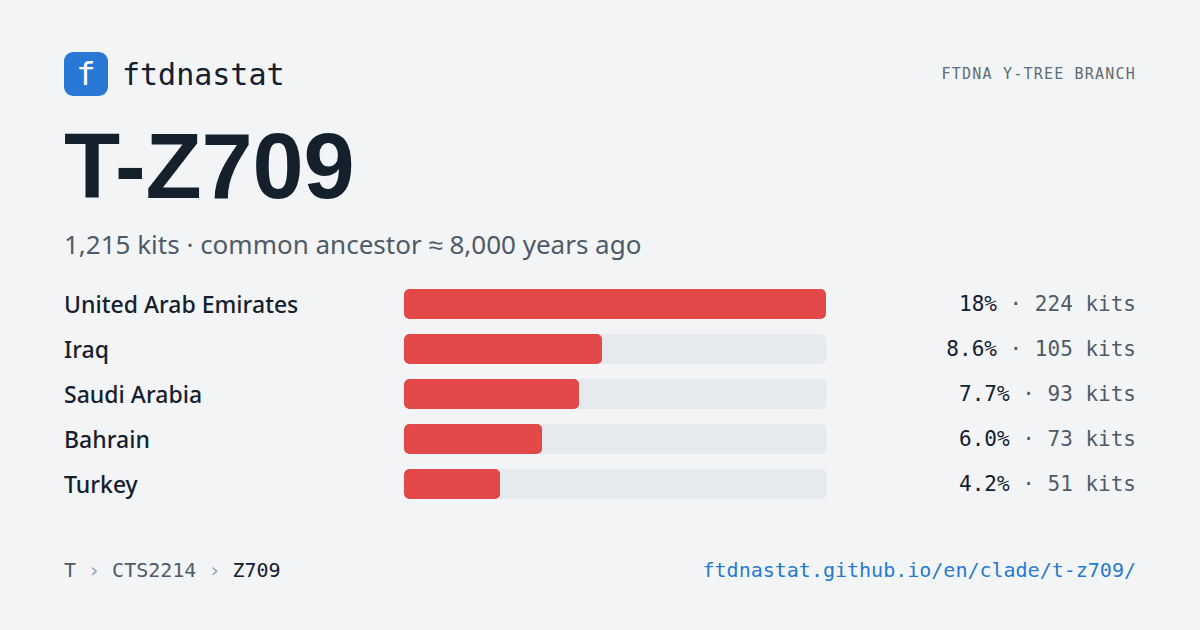 f ftdnastat
FTDNA Y-TREE BRANCH
T-Z709
1,215 kits · common ancestor ≈ 8,000 years ago
United Arab Emirates 18% · 224 kits
Iraq 8.6% · 105 kits
Saudi Arabia 7.7% · 93 kits
Bahrain 6.0% · 73 kits
Turkey 4.2% · 51 kits
T › CTS2214 › Z709
ftdnastat.github.io/en/clade/t-z709/